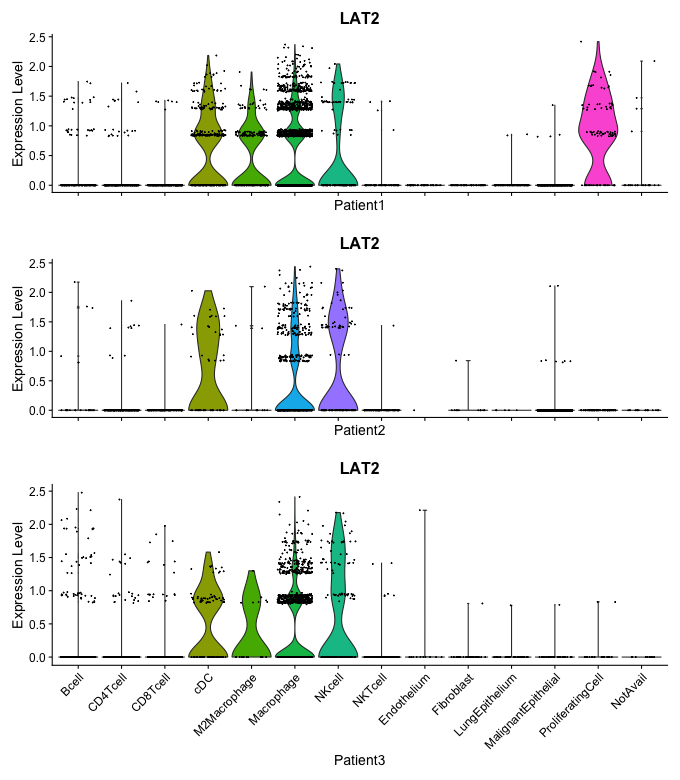 LAT2
Expression Level
2.5
2.0
1.5
1.0
0.5
0.0
Patient1
LAT2
Expression Level
2.5
2.0
1.5
1.0
0.5
0.0
Patient2
LAT2
Expression Level
2.5
2.0
1.5
1.0
0.5
0.0
Bcell
CD4Tcell
CD8Tcell
cDC
M2Macrophage
Macrophage
NKcell
NKTcell
Endothelium
Fibroblast
LungEpithelium
MalignantEpithelial
ProliferatingCell
NotAvail
Patient3